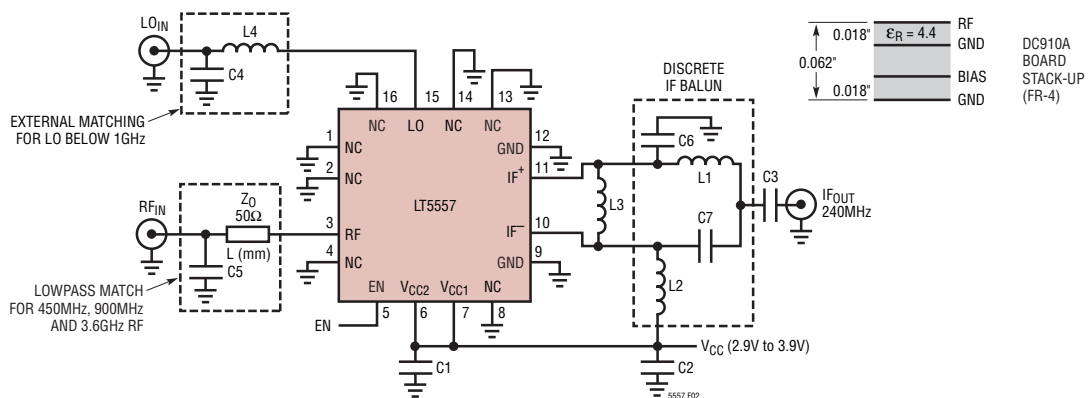 LOIN
L4
C4
EXTERNAL MATCHING
FOR LO BELOW 1GHz
RFIN
ZO
50Ω
L (mm)
C5
LOWPASS MATCH
FOR 450MHz, 900MHz
AND 3.6GHz RF
16
15
14
13
NC
LO
NC
NC
1
NC
2
NC
3
RF
4
NC
LT5557
GND
12
11
IF+
10
IF−
GND
9
EN
VCC2
VCC1
NC
EN
5
6
7
8
C1
DISCRETE
IF BALUN
C6
L1
L3
C7
L2
C3
IFOUT
240MHz
VCC (2.9V to 3.9V)
C2
5557 F02
0.018"
0.062"
0.018"
RF
εR = 4.4
GND
BIAS
GND
DC910A
BOARD
STACK-UP
(FR-4)